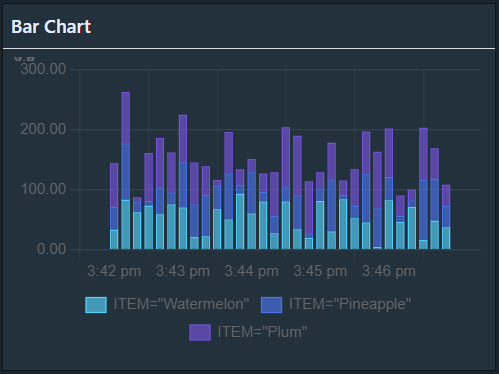 Bar Chart
300.00
200.00
100.00
0.00
3:42 pm 3:43 pm 3:44 pm 3:45 pm 3:46 pm
ITEM="Watermelon" ITEM="Pineapple"
ITEM="Plum"